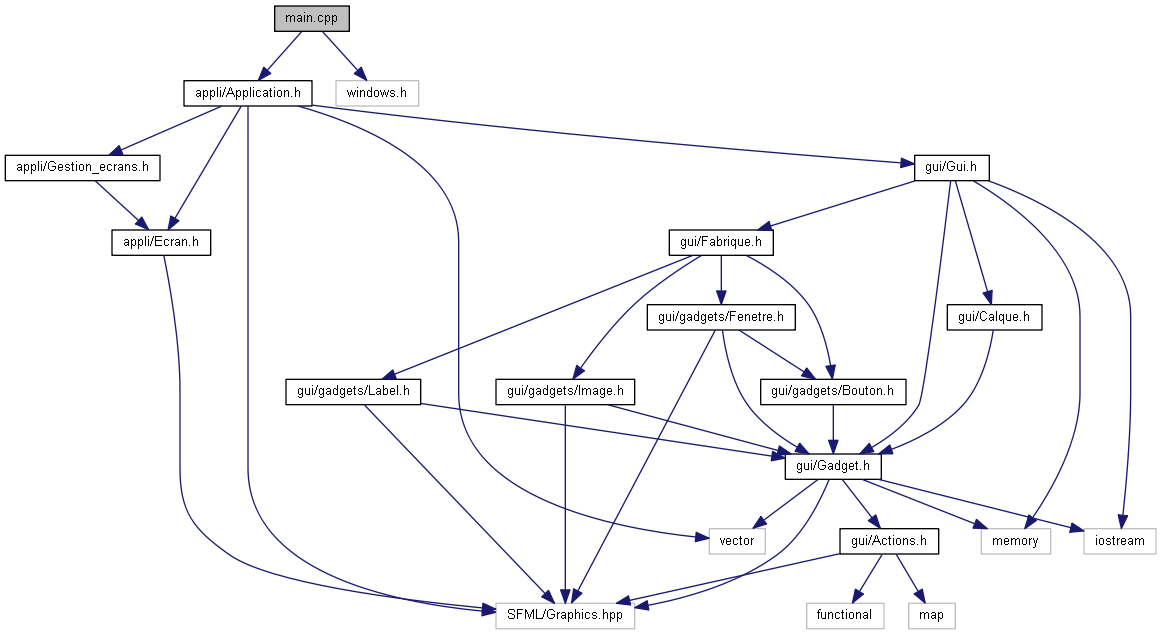 main.cpp
appli/Application.h
windows.h
appli/Gestion_ecrans.h
gui/Gui.h
appli/Ecran.h
gui/Fabrique.h
gui/gadgets/Fenetre.h
gui/Calque.h
gui/gadgets/Label.h
gui/gadgets/Image.h
gui/gadgets/Bouton.h
gui/Gadget.h
vector
gui/Actions.h
memory
iostream
SFML/Graphics.hpp
functional
map